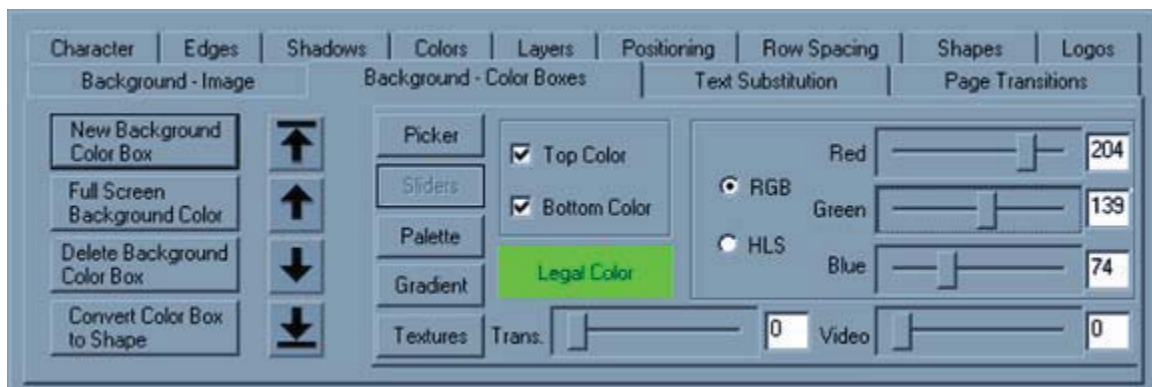 Character Edges Shadows Colors Layers Positioning Row Spacing Shapes Logos
Background - Image Background - Color Boxes Text Substitution Page Transitions
New Background
Color Box
Full Screen
Background Color
Delete Background
Color Box
Convert Color Box
to Shape
Picker
Sliders
Palette
Gradient
Textures
Top Color
Bottom Color
Legal Color
RGB
HLS
Red 204
Green 139
Blue 74
Trans. 0
Video 0